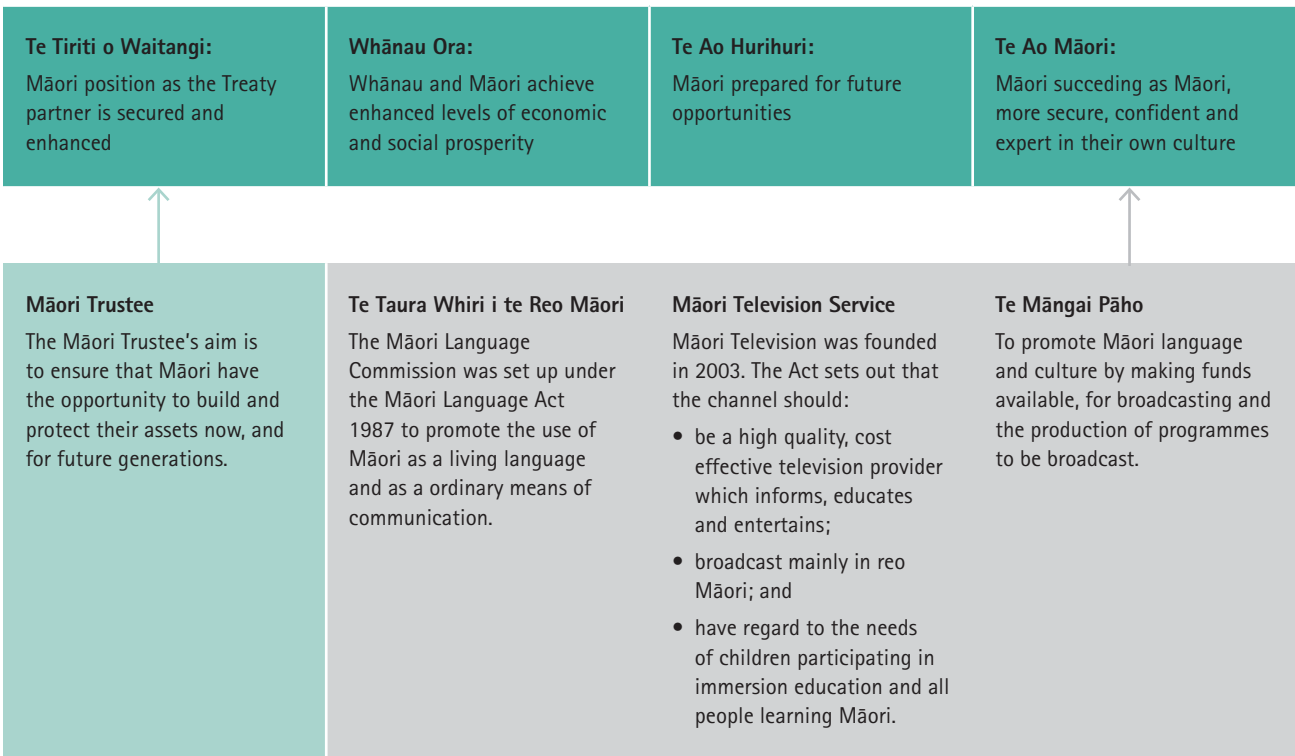 Te Tiriti o Waitangi:
Māori position as the Treaty
partner is secured and
enhanced
Whānau Ora:
Whānau and Māori achieve
enhanced levels of economic
and social prosperity
Te Ao Hurihuri:
Māori prepared for future
opportunities
Te Ao Māori:
Māori succeding as Māori,
more secure, confident and
expert in their own culture
Māori Trustee
The Māori Trustee's aim is
to ensure that Māori have
the opportunity to build and
protect their assets now, and
for future generations.
Te Taura Whiri i te Reo Māori
The Māori Language
Commission was set up under
the Māori Language Act
1987 to promote the use of
Māori as a living language
and as a ordinary means of
communication.
Māori Television Service
Māori Television was founded
in 2003. The Act sets out that
the channel should:
• be a high quality, cost
effective television provider
which informs, educates
and entertains;
• broadcast mainly in reo
Māori; and
• have regard to the needs
of children participating in
immersion education and all
people learning Māori.
Te Māngai Pāho
To promote Māori language
and culture by making funds
available, for broadcasting and
the production of programmes
to be broadcast.